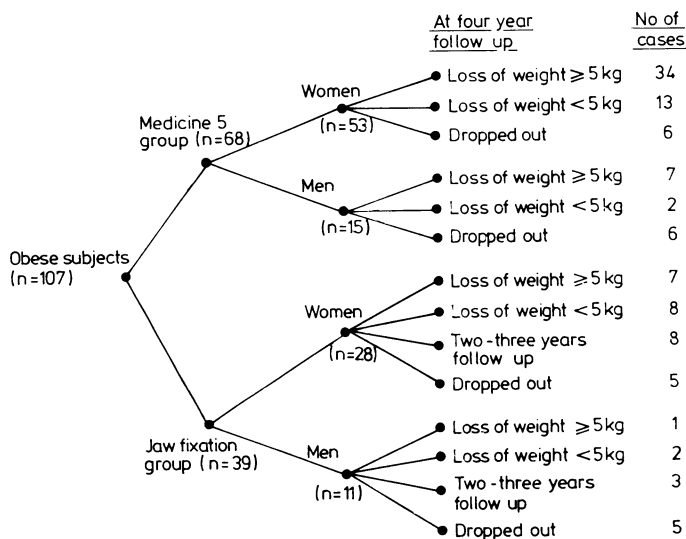 At four year
follow up
No of
cases
Women
(n=53)
Loss of weight ≥ 5 kg 34
Loss of weight < 5 kg 13
Dropped out 6
Medicine 5
group (n=68)
Men
(n=15)
Loss of weight ≥ 5 kg 7
Loss of weight < 5 kg 2
Dropped out 6
Obese subjects
(n=107)
Women
(n=28)
Loss of weight ≥ 5 kg 7
Loss of weight < 5 kg 8
Two-three years 8
follow up
Dropped out 5
Jaw fixation
group (n=39)
Men
(n=11)
Loss of weight ≥ 5 kg 1
Loss of weight < 5 kg 2
Two-three years 3
follow up
Dropped out 5